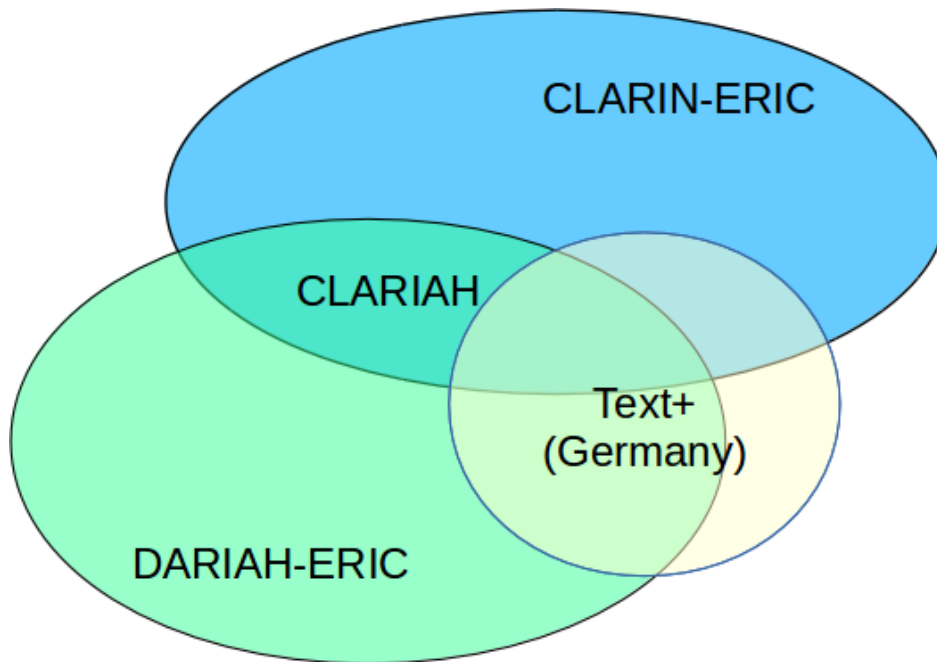 CLARIN-ERIC
CLARIAH
Text+
(Germany)
DARIAH-ERIC